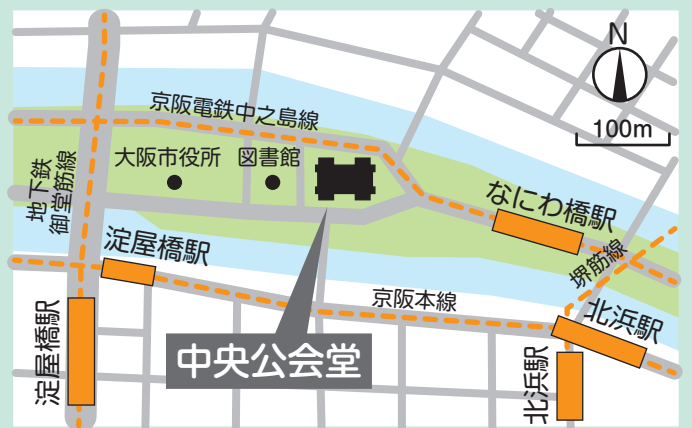 N
100m
京阪電鉄中之島線
大阪市役所
図書館
地下鉄
御堂筋線
なにわ橋駅
淀屋橋駅
堺筋線
京阪本線
北浜駅
淀屋橋駅
中央公会堂
北浜駅